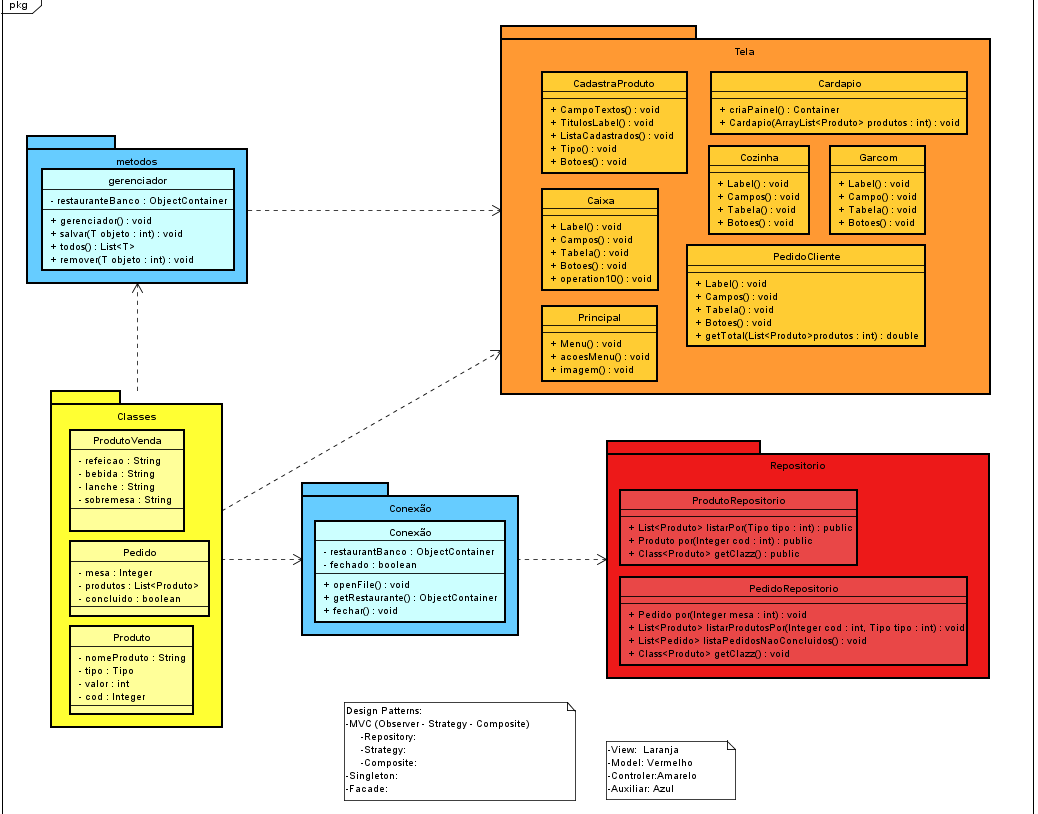 pkg
Tela
CadastraProduto
+ CampoTextos() : void
+ TitulosLabel() : void
+ ListaCadastrados() : void
+ Tipo() : void
+ Botoes() : void
Cardapio
+ criaPainel() : Container
+ Cardapio(ArrayList<Produto> produtos : int) : void
Cozinha
+ Label() : void
+ Campos() : void
+ Tabela() : void
+ Botoes() : void
Garcom
+ Label() : void
+ Campo() : void
+ Tabela() : void
+ Botoes() : void
Caixa
+ Label() : void
+ Campos() : void
+ Tabela() : void
+ Botoes() : void
+ operation10() : void
PedidoCliente
+ Label() : void
+ Campos() : void
+ Tabela() : void
+ Botoes() : void
+ getTotal(List<Produto>produtos : int) : double
Principal
+ Menu() : void
+ acoesMenu() : void
+ imagem() : void
metodos
gerenciador
- restauranteBanco : ObjectContainer
+ gerenciador() : void
+ salvar(T objeto : int) : void
+ todos() : List<T>
+ remover(T objeto : int) : void
Classes
ProdutoVenda
- refeicao : String
- bebida : String
- lanche : String
- sobremesa : String
Pedido
- mesa : Integer
- produtos : List<Produto>
- concluido : boolean
Produto
- nomeProduto : String
- tipo : Tipo
- valor : int
- cod : Integer
Conexão
Conexão
- restaurantBanco : ObjectContainer
- fechado : boolean
+ openFile() : void
+ getRestaurante() : ObjectContainer
+ fechar() : void
Repositorio
ProdutoRepositorio
+ List<Produto> listarPor(Tipo tipo : int) : public
+ Produto por(Integer cod : int) : public
+ Class<Produto> getClazz() : public
PedidoRepositorio
+ Pedido por(Integer mesa : int) : void
+ List<Produto> listarProdutosPor(Integer cod : int, Tipo tipo : int) : void
+ List<Pedido> listaPedidosNaoConcluidos() : void
+ Class<Produto> getClazz() : void
Design Patterns:
-MVC (Observer - Strategy - Composite)
-Repository:
-Strategy:
-Composite:
-Singleton:
-Facade:
-View: Laranja
-Model: Vermelho
-Controler:Amarelo
-Auxiliar: Azul